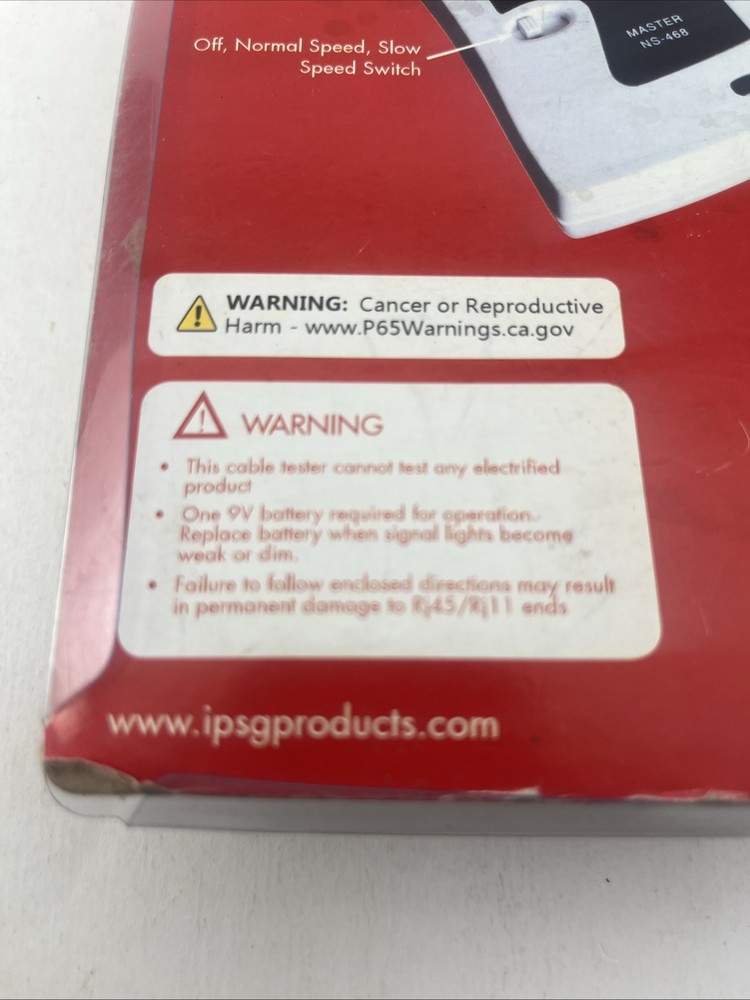 Off, Normal Speed, Slow
Speed Switch
MASTER
NS-468
WARNING: Cancer or Reproductive
Harm - www.P65Warnings.ca.gov
WARNING
• This cable tester cannot test any electrified
product
• One 9V battery required for operation.
Replace battery when signal lights become
weak or dim.
• Failure to follow enclosed directions may result
in permanent damage to Rj45/Rj11 ends
www.ipsgproducts.com